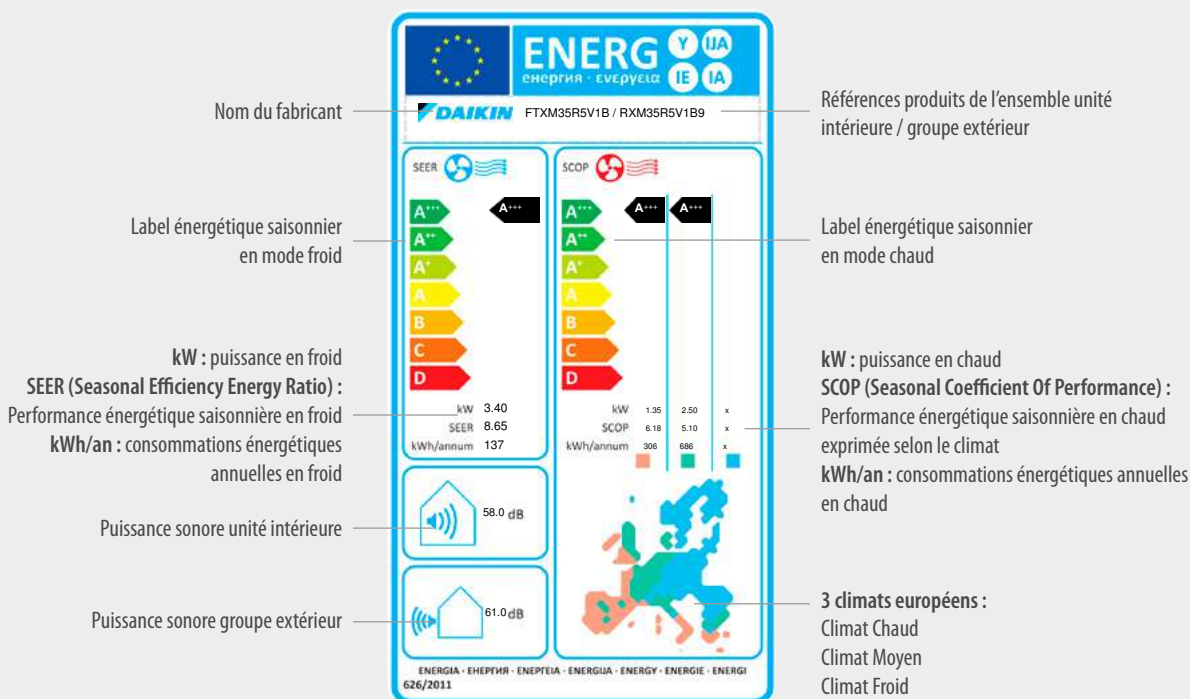 ENERG Y IJA
енергия · ενεργεια IE IA
Nom du fabricant
DAIKIN FTXM35R5V1B / RXM35R5V1B9
Références produits de l'ensemble unité
intérieure / groupe extérieur
SEER
A+++ A+++
A++
A+
A
B
C
D
kW 3.40
SEER 8.65
kWh/annum 137
SCOP
A+++ A+++ A+++
A++
A+
A
B
C
D
kW 1.35 2.50 x
SCOP 6.18 5.10 x
kWh/annum 306 686 x
Label énergétique saisonnier
en mode froid
Label énergétique saisonnier
en mode chaud
kW : puissance en froid
SEER (Seasonal Efficiency Energy Ratio) :
Performance énergétique saisonnière en froid
kWh/an : consommations énergétiques
annuelles en froid
kW : puissance en chaud
SCOP (Seasonal Coefficient Of Performance) :
Performance énergétique saisonnière en chaud
exprimée selon le climat
kWh/an : consommations énergétiques annuelles
en chaud
Puissance sonore unité intérieure
58.0 dB
Puissance sonore groupe extérieur
61.0 dB
3 climats européens :
Climat Chaud
Climat Moyen
Climat Froid
ENERGIA · ЕНЕРГИЯ · ΕΝΕΡΓΕΙΑ · ENERGIJA · ENERGY · ENERGIE · ENERGI
626/2011